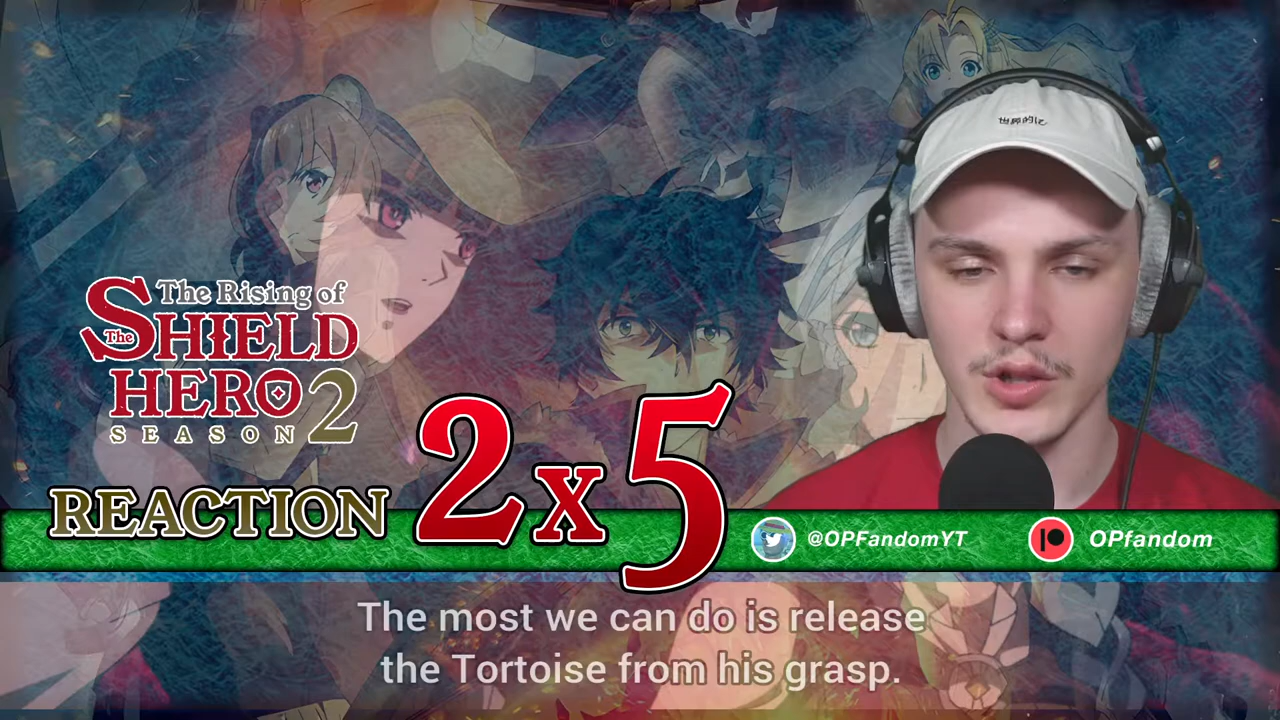 The Rising of
The SHIELD
HERO 2
SEASON
REACTION
2x5
@OPFandomYT
OPfandom
The most we can do is release
the Tortoise from his grasp.